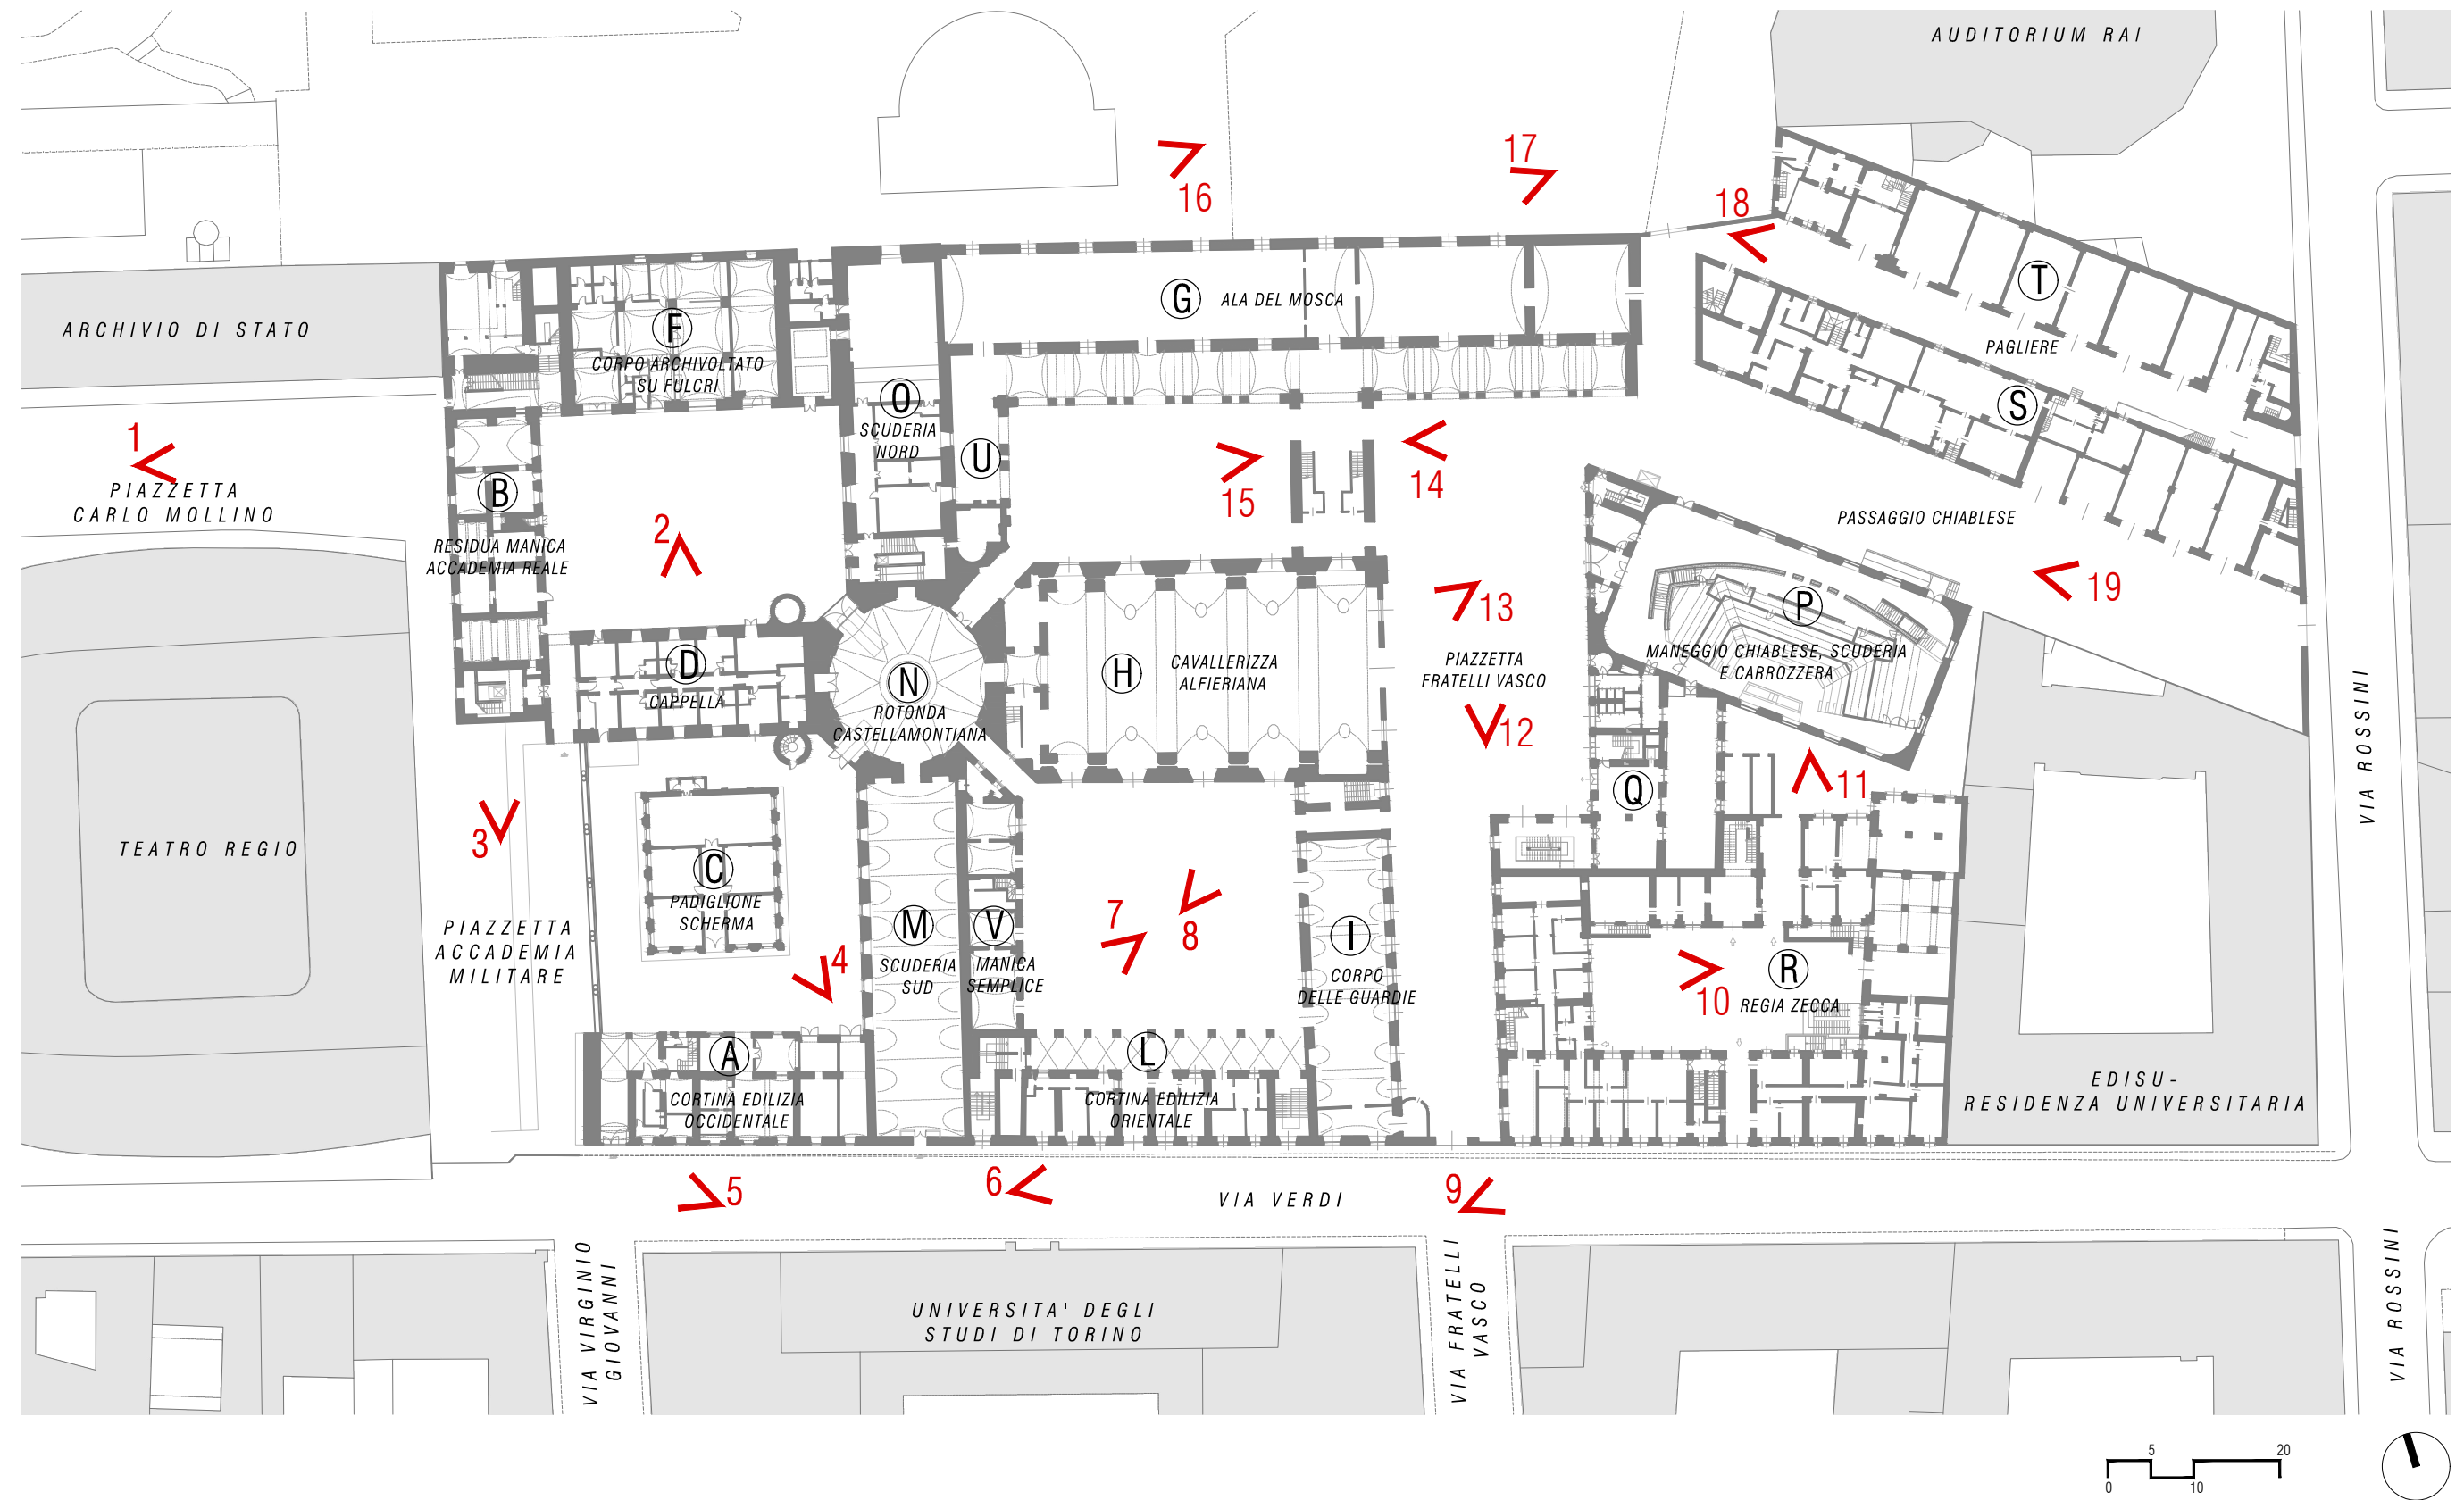 AUDITORIUM RAI
17
16
18
T
G
ALA DEL MOSCA
ARCHIVIO DI STATO
F
CORPO ARCHIVOLTATO
SU FULCRI
PAGLIERE
O
SCUDERIA
NORD
S
1
U
15
14
PIAZZETTA
CARLO MOLLINO
B
PASSAGGIO CHIABLESE
2
RESIDUA MANICA
ACCADEMIA REALE
13
19
P
MANEGGIO CHIABLESE, SCUDERIA
E CARROZZERA
D
CAPPELLA
N
ROTONDA
CASTELLAMONTIANA
H
CAVALLERIZZA
ALFIERIANA
PIAZZETTA
FRATELLI VASCO
12
VIA ROSSINI
Q
11
3
TEATRO REGIO
C
PADIGLIONE
SCHERMA
PIAZZETTA
ACCADEMIA
MILITARE
4
M
SCUDERIA
SUD
V
MANICA
SEMPLICE
7
8
I
CORPO
DELLE GUARDIE
10
R
REGIA ZECCA
A
CORTINA EDILIZIA
OCCIDENTALE
L
CORTINA EDILIZIA
ORIENTALE
EDISU-
RESIDENZA UNIVERSITARIA
5
6
VIA VERDI
9
VIA VIRGINIO
GIOVANNI
UNIVERSITA' DEGLI
STUDI DI TORINO
VIA FRATELLI
VASCO
VIA ROSSINI
5
20
0
10